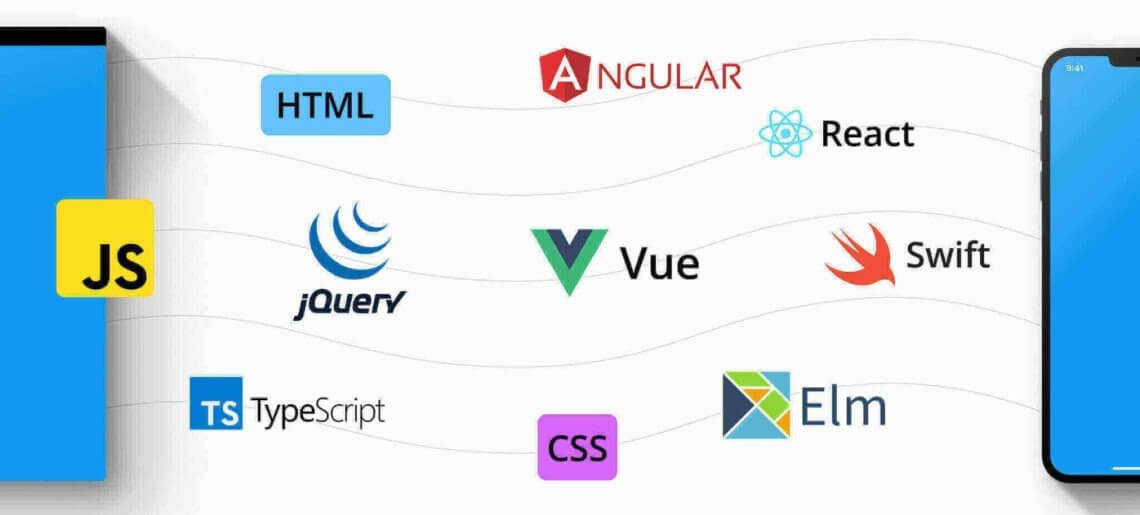 ANGULAR
9:41
HTML
React
JS
jQuery
Vue
Swift
TS TypeScript
Elm
CSS